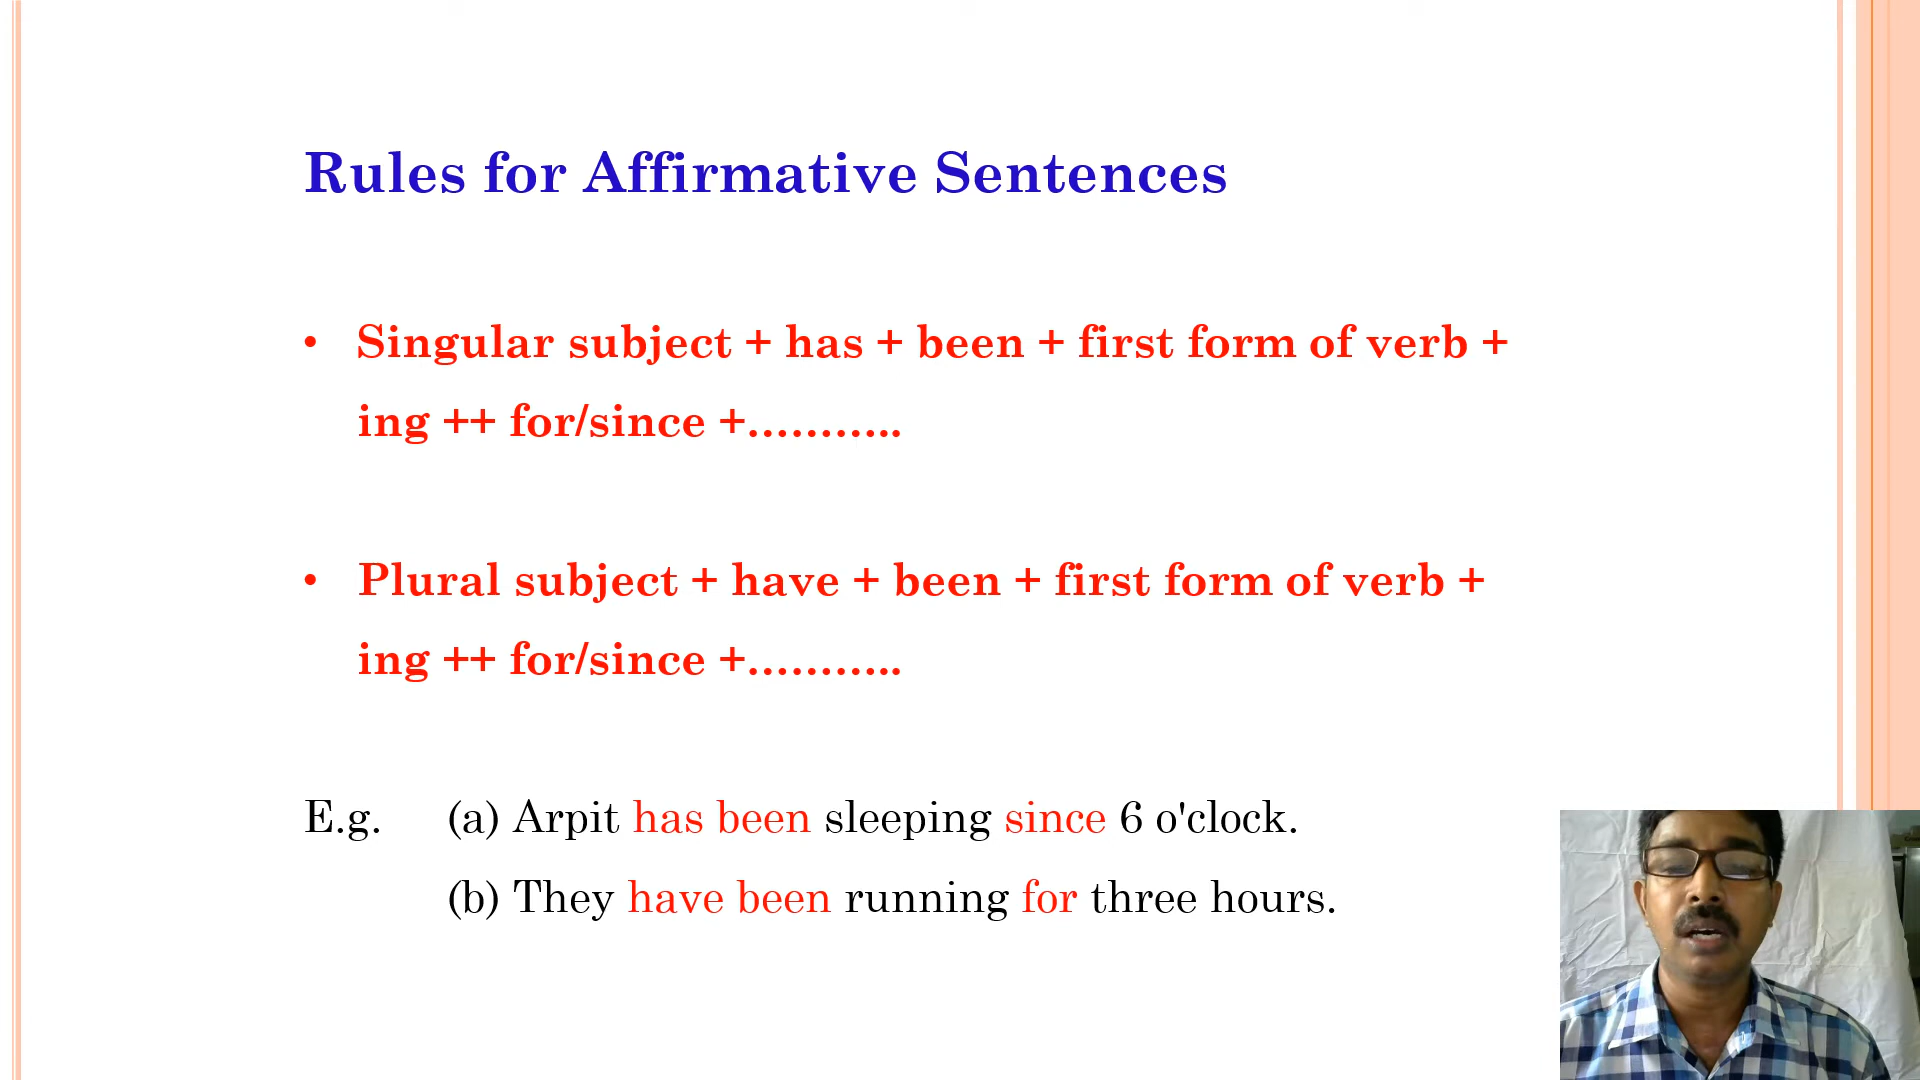 Rules for Affirmative Sentences
• Singular subject + has + been + first form of verb +
ing ++ for/since +………..
• Plural subject + have + been + first form of verb +
ing ++ for/since +………..
E.g. (a) Arpit has been sleeping since 6 o'clock.
(b) They have been running for three hours.